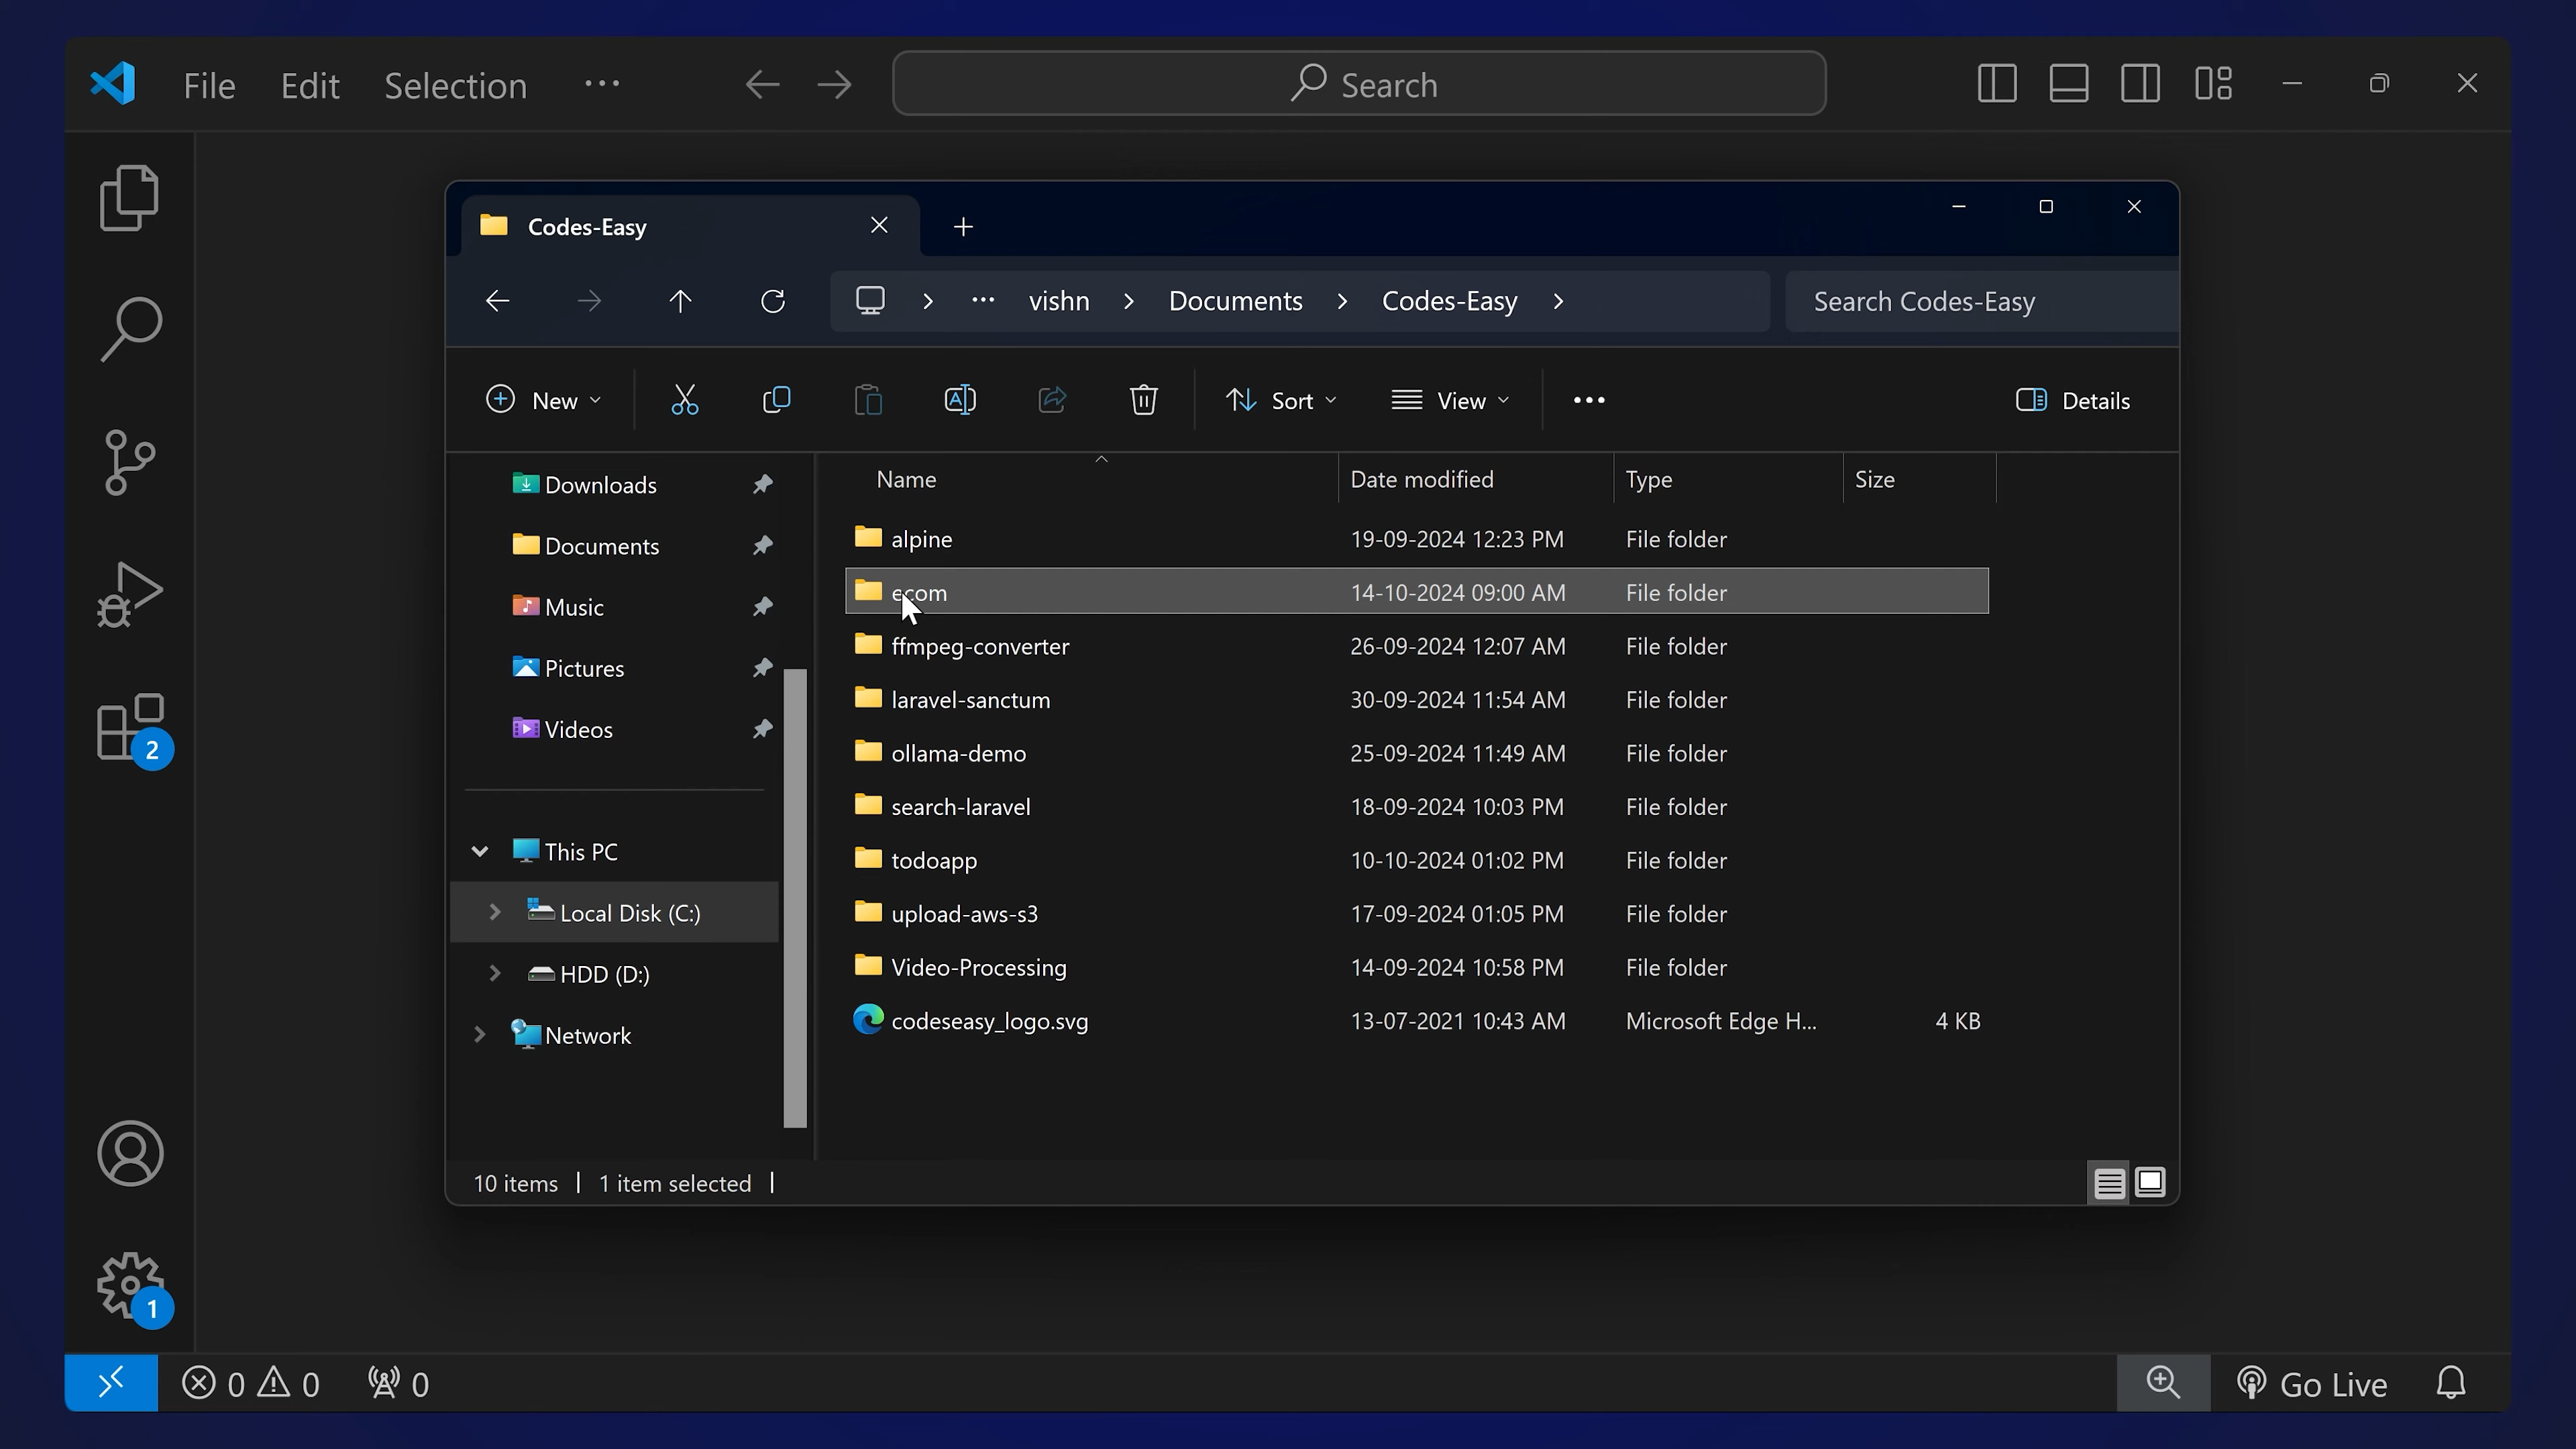 File Edit Selection ··· Search
Codes-Easy
··· vishn Documents Codes-Easy Search Codes-Easy
New Sort View ··· Details
Downloads
Documents
Music
Pictures
Videos
This PC
Local Disk (C:)
HDD (D:)
Network
Name Date modified Type Size
alpine 19-09-2024 12:23 PM File folder
ecom 14-10-2024 09:00 AM File folder
ffmpeg-converter 26-09-2024 12:07 AM File folder
laravel-sanctum 30-09-2024 11:54 AM File folder
ollama-demo 25-09-2024 11:49 AM File folder
search-laravel 18-09-2024 10:03 PM File folder
todoapp 10-10-2024 01:02 PM File folder
upload-aws-s3 17-09-2024 01:05 PM File folder
Video-Processing 14-09-2024 10:58 PM File folder
codeseasy_logo.svg 13-07-2021 10:43 AM Microsoft Edge H... 4 KB
10 items 1 item selected
2
1
0 0 0 Go Live